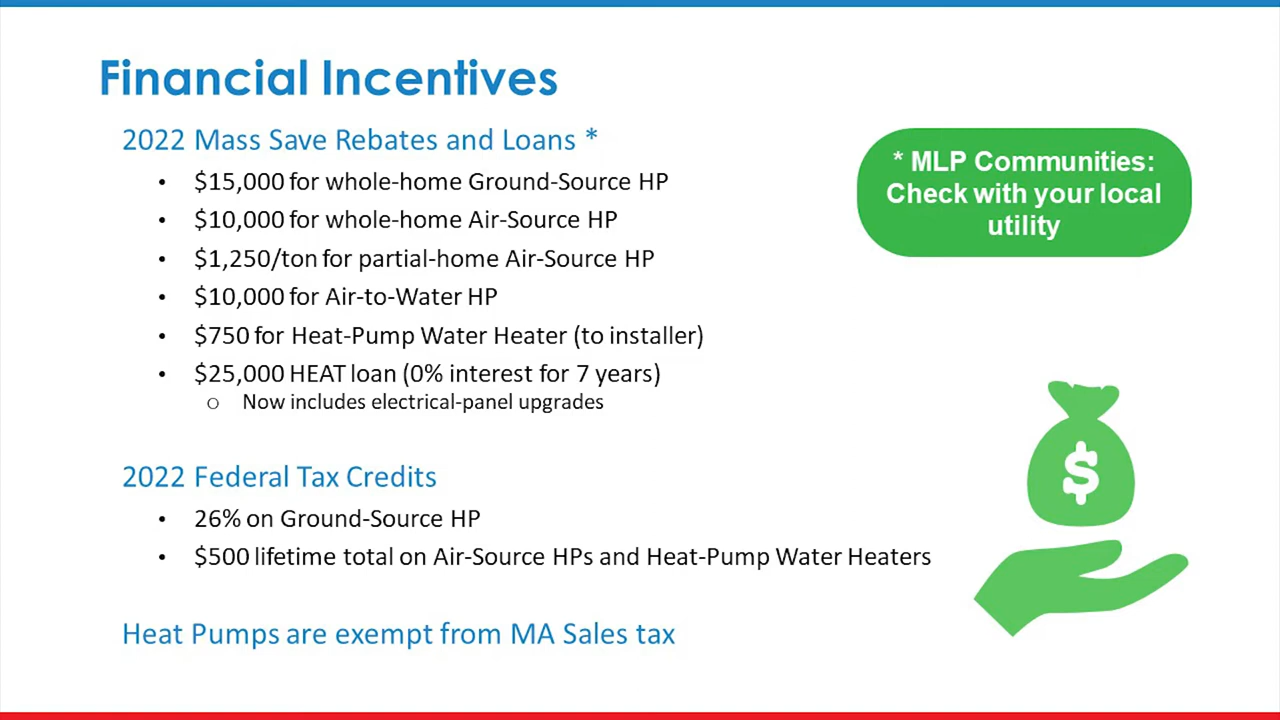 Financial Incentives
2022 Mass Save Rebates and Loans *
• $15,000 for whole-home Ground-Source HP
• $10,000 for whole-home Air-Source HP
• $1,250/ton for partial-home Air-Source HP
• $10,000 for Air-to-Water HP
• $750 for Heat-Pump Water Heater (to installer)
• $25,000 HEAT loan (0% interest for 7 years)
○ Now includes electrical-panel upgrades
* MLP Communities:
Check with your local
utility
2022 Federal Tax Credits
• 26% on Ground-Source HP
• $500 lifetime total on Air-Source HPs and Heat-Pump Water Heaters
Heat Pumps are exempt from MA Sales tax
$